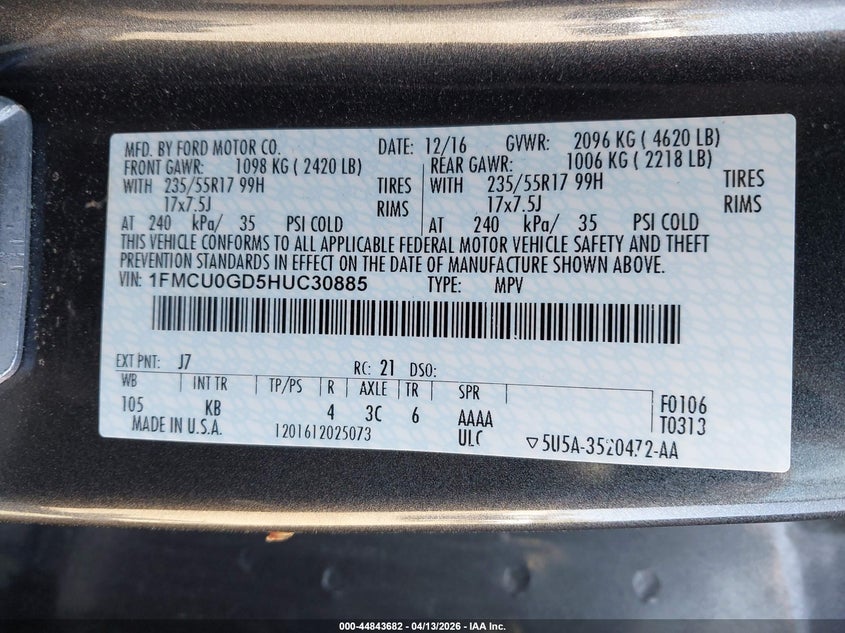 MFD. BY FORD MOTOR CO. DATE: 12/16 GVWR: 2096 KG ( 4620 LB)
FRONT GAWR: 1098 KG ( 2420 LB) REAR GAWR: 1006 KG ( 2218 LB)
WITH 235/55R17 99H TIRES WITH 235/55R17 99H TIRES
17x7.5J RIMS 17x7.5J RIMS
AT 240 kPa/ 35 PSI COLD AT 240 kPa/ 35 PSI COLD
THIS VEHICLE CONFORMS TO ALL APPLICABLE FEDERAL MOTOR VEHICLE SAFETY AND THEFT
PREVENTION STANDARDS IN EFFECT ON THE DATE OF MANUFACTURE SHOWN ABOVE.
VIN: 1FMCU0GD5HUC30885 TYPE: MPV
EXT PNT: J7 RC: 21 DSO:
WB INT TR TP/PS R AXLE TR SPR F0106
105 KB 4 3C 6 AAAA T0313
MADE IN U.S.A. 1201612025073 ULC ▽5U5A-3520472-AA
000-44843682 - 04/13/2026 - IAA Inc.